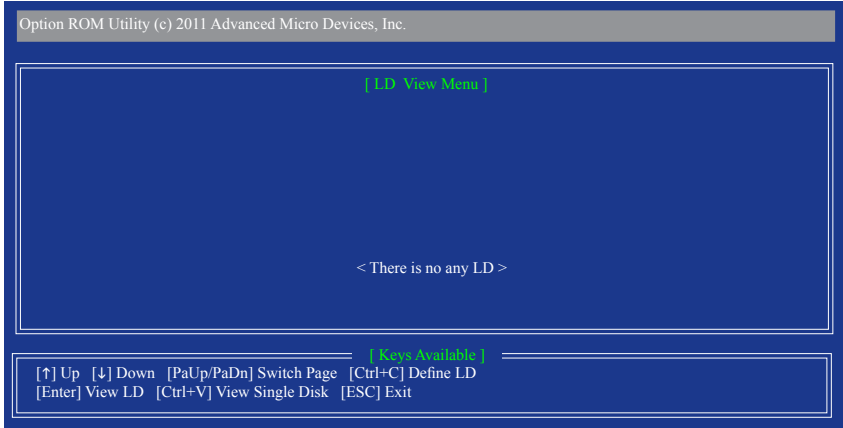 Option ROM Utility (c) 2011 Advanced Micro Devices, Inc.
[ LD View Menu ]
< There is no any LD >
[ Keys Available ]
[↑] Up [↓] Down [PaUp/PaDn] Switch Page [Ctrl+C] Define LD
[Enter] View LD [Ctrl+V] View Single Disk [ESC] Exit